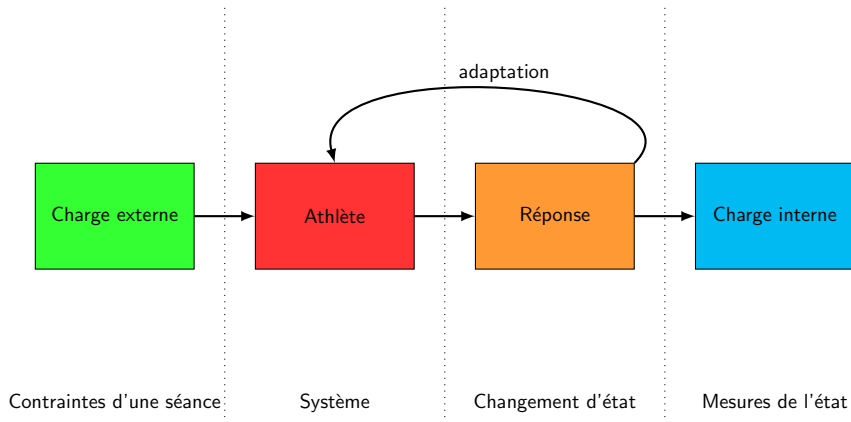 adaptation
Charge externe
Athlète
Réponse
Charge interne
Contraintes d'une séance
Système
Changement d'état
Mesures de l'état